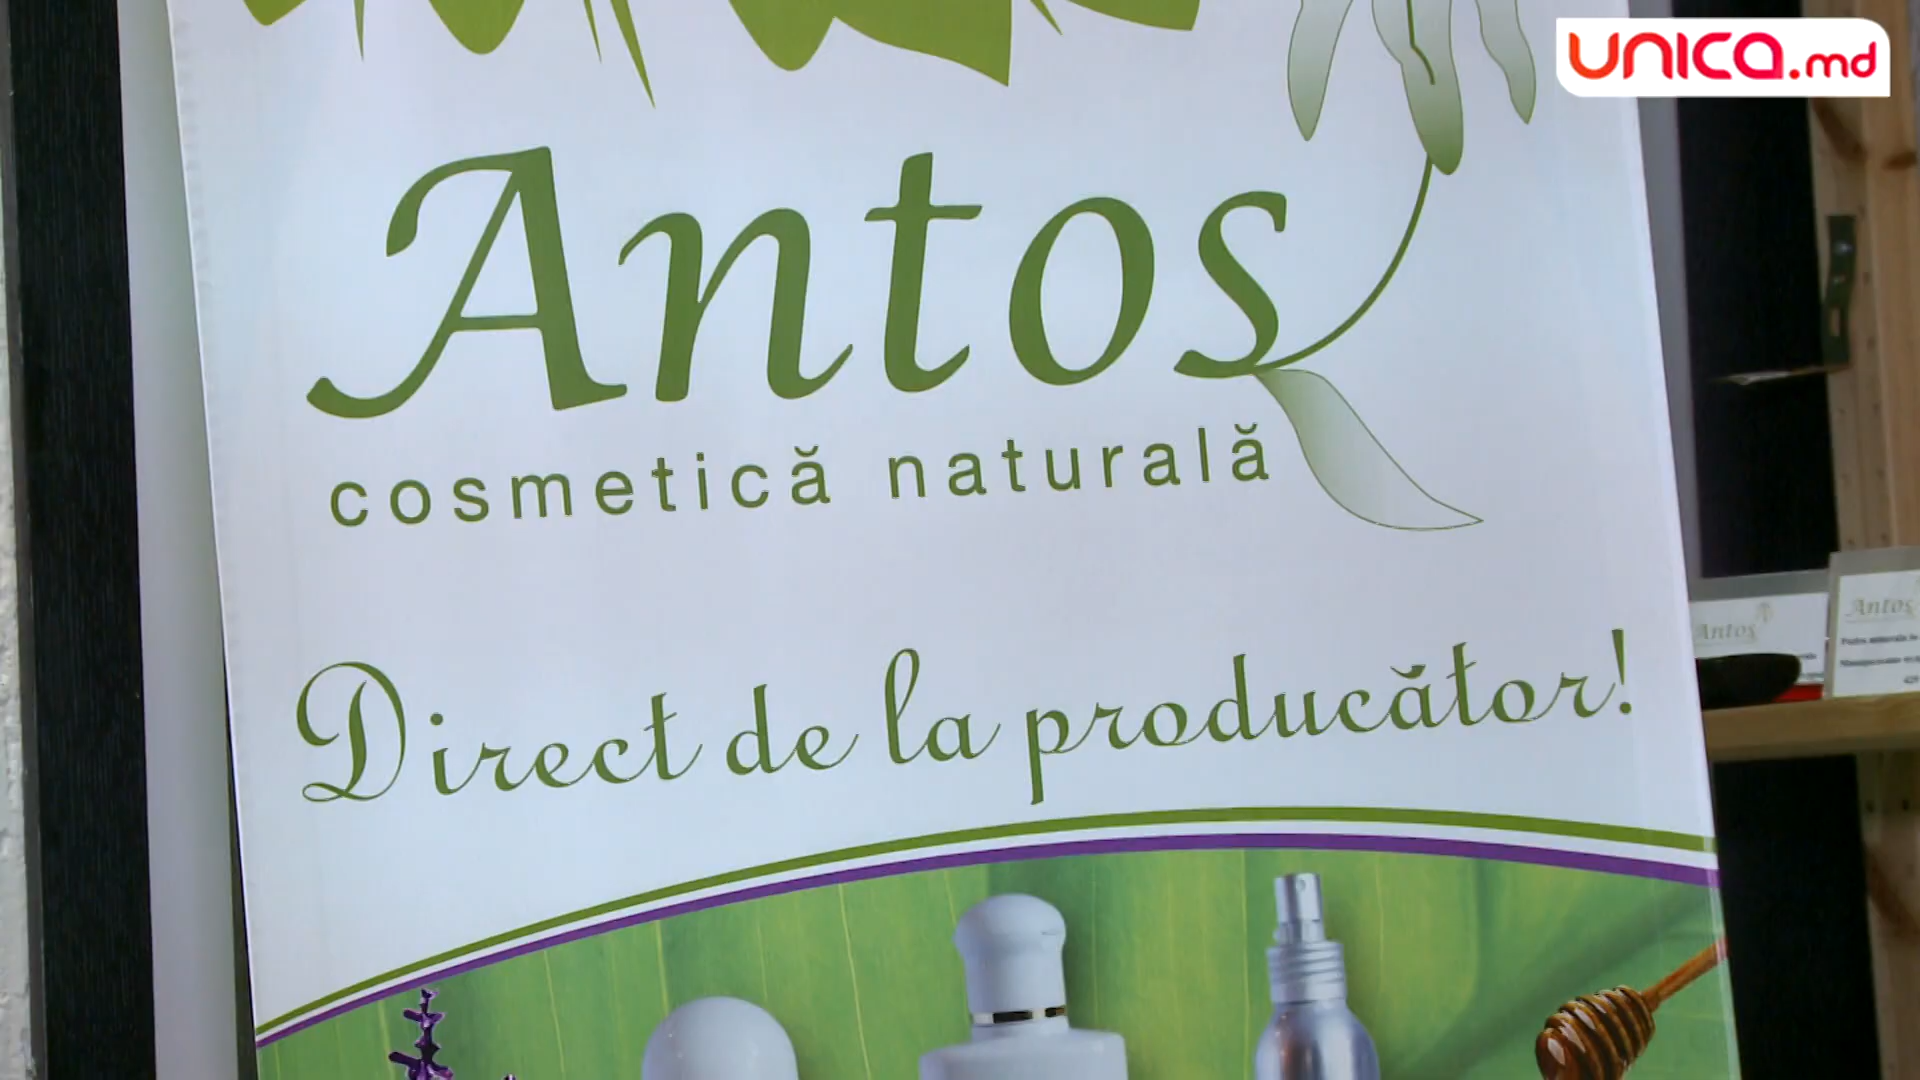 UNICA.md
Antos
cosmetică naturală
Direct de la producător!
Antos
Antos